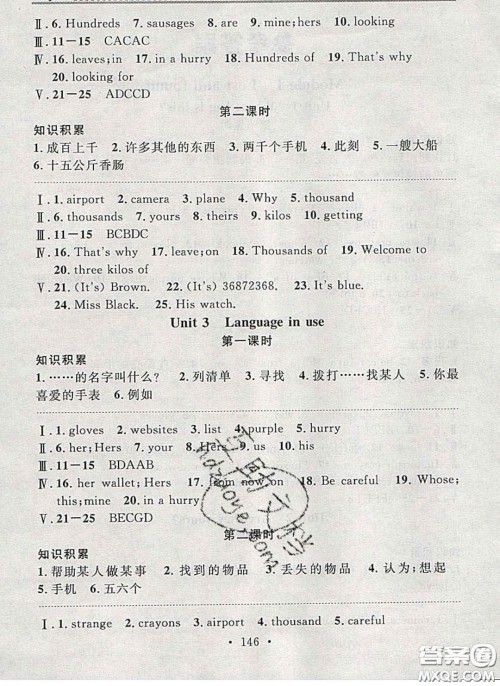 Ⅱ. 6. Hundreds  7. sausages  8. are  9. mine;hers  10. looking
Ⅲ. 11-15  CACAC
Ⅳ. 16. leaves;in  17. in a hurry  18. Hundreds of  19. That's why
20. looking for
Ⅴ. 21-25  ADCCD
第二课时
知识积累
1. 成百上千  2. 许多其他的东西  3. 两千个手机  4. 此刻  5. 一艘大船
6. 十五公斤香肠
Ⅰ. 1. airport  2. camera  3. plane  4. Why  5. thousand
Ⅱ. 6. thousands  7. yours  8. theirs  9. kilos  10. getting
Ⅲ. 11-15  BCBDC
Ⅳ. 16. That's why  17. leave;on  18. Thousands of  19. Welcome to
20. three kilos of
Ⅴ. 21. (It's) Brown.  22. (It's) 36872368.  23. It's blue.
24. Miss Black.  25. His watch.
Unit 3  Language in use
第一课时
知识积累
1. ……的名字叫什么?  2. 列清单  3. 寻找  4. 拨打……找某人  5. 你最
喜爱的手表  6. 例如
Ⅰ. 1. gloves  2. websites  3. list  4. purple  5. hurry
Ⅱ. 6. her;Hers  7. your  8. Hers  9. us  10. his
Ⅲ. 11-15  BDAAB
Ⅳ. 16. her wallet;Hers  17. from now on  18. Be careful  19. Whose;
this;mine  20. in a hurry
Ⅴ. 21-25  BECGD
第二课时
知识积累
1. 帮助某人做某事  2. 找到的物品  3. 丢失的物品  4. 认为;想起
5. 手机  6. 五六个
Ⅰ. 1. strange  2. crayons  3. airport  4. thousand  5. careful
· 146 ·
答案圈
MXQE.COM